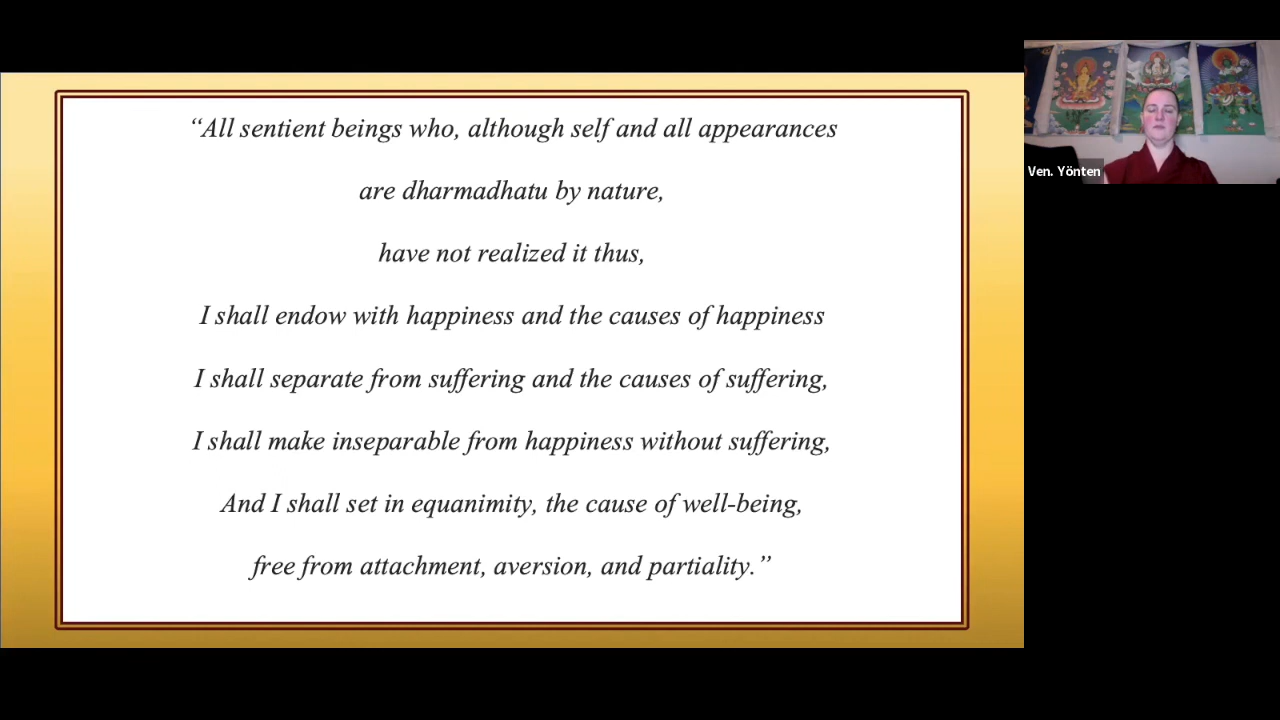 “All sentient beings who, although self and all appearances
are dharmadhatu by nature,
have not realized it thus,
I shall endow with happiness and the causes of happiness
I shall separate from suffering and the causes of suffering,
I shall make inseparable from happiness without suffering,
And I shall set in equanimity, the cause of well-being,
free from attachment, aversion, and partiality.”
Ven. Yönten